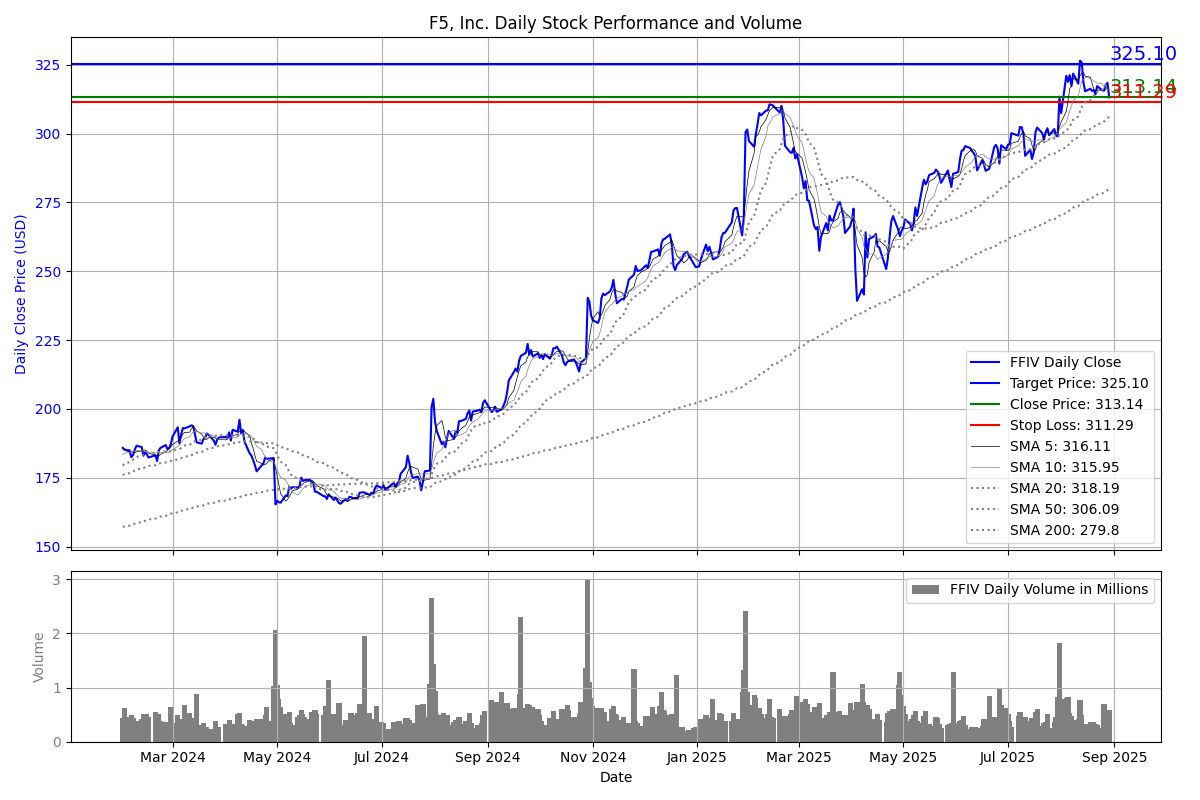 F5, Inc. Daily Stock Performance and Volume
Daily Close Price (USD)
325
300
275
250
225
200
175
150
325.10
313.14
311.29
FFIV Daily Close
Target Price: 325.10
Close Price: 313.14
Stop Loss: 311.29
SMA 5: 316.11
SMA 10: 315.95
SMA 20: 318.19
SMA 50: 306.09
SMA 200: 279.8
Volume
3
2
1
0
FFIV Daily Volume in Millions
Mar 2024 May 2024 Jul 2024 Sep 2024 Nov 2024 Jan 2025 Mar 2025 May 2025 Jul 2025 Sep 2025
Date